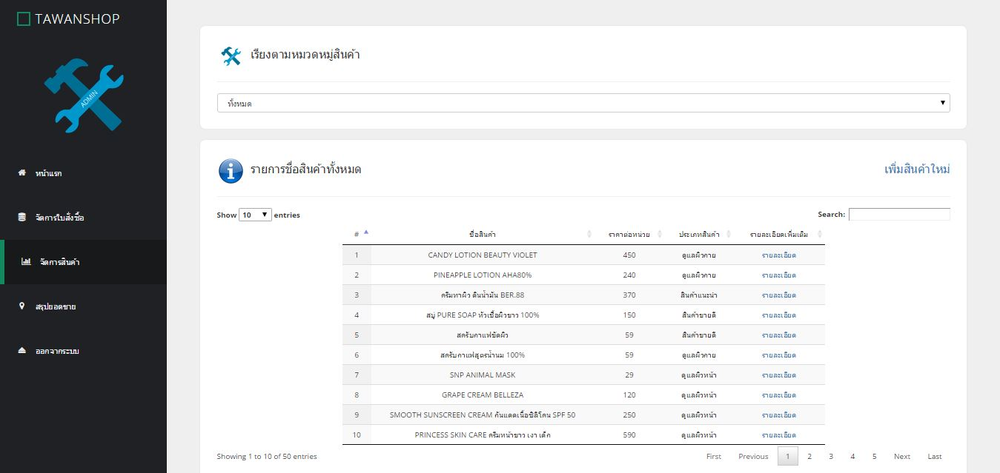 TAWANSHOP
ADMIN
หน้าแรก
จัดการใบสั่งซื้อ
จัดการสินค้า
สรุปยอดขาย
ออกจากระบบ
เรียงตามหมวดหมู่สินค้า
ทั้งหมด
รายการชื่อสินค้าทั้งหมด เพิ่มสินค้าใหม่
Show 10 entries Search:
# ชื่อสินค้า ราคาต่อหน่วย ประเภทสินค้า รายละเอียดเพิ่มเติม
1 CANDY LOTION BEAUTY VIOLET 450 ดูแลผิวกาย รายละเอียด
2 PINEAPPLE LOTION AHA80% 240 ดูแลผิวกาย รายละเอียด
3 ครีมทาผิว ดินน้ำมัน BER.88 370 สินค้าแนะนำ รายละเอียด
4 สบู่ PURE SOAP หัวเชื้อผิวขาว 100% 150 สินค้าขายดี รายละเอียด
5 สครับกาแฟขัดผิว 59 สินค้าขายดี รายละเอียด
6 สครับกาแฟสูตรน้ำนม 100% 59 ดูแลผิวกาย รายละเอียด
7 SNP ANIMAL MASK 29 ดูแลผิวหน้า รายละเอียด
8 GRAPE CREAM BELLEZA 120 ดูแลผิวหน้า รายละเอียด
9 SMOOTH SUNSCREEN CREAM กันแดดเนื้อซิลิโคน SPF 50 250 ดูแลผิวหน้า รายละเอียด
10 PRINCESS SKIN CARE ครีมหน้าขาว เงา เด็ก 590 ดูแลผิวหน้า รายละเอียด
Showing 1 to 10 of 50 entries First Previous 1 2 3 4 5 Next Last